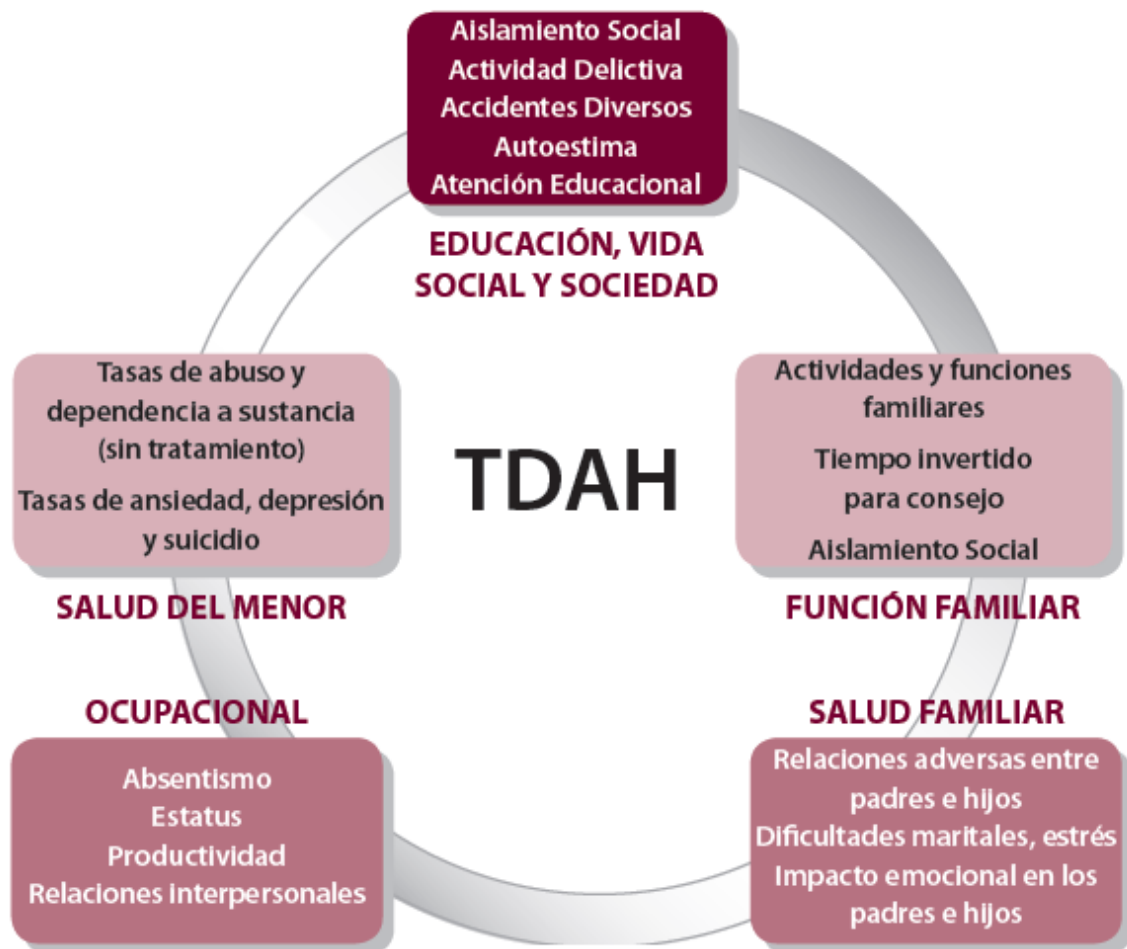 Aislamiento Social
Actividad Delictiva
Accidentes Diversos
Autoestima
Atención Educacional
EDUCACIÓN, VIDA
SOCIAL Y SOCIEDAD
Tasas de abuso y
dependencia a sustancia
(sin tratamiento)
Tasas de ansiedad, depresión
y suicidio
SALUD DEL MENOR
TDAH
Actividades y funciones
familiares
Tiempo invertido
para consejo
Aislamiento Social
FUNCIÓN FAMILIAR
OCUPACIONAL
Absentismo
Estatus
Productividad
Relaciones interpersonales
SALUD FAMILIAR
Relaciones adversas entre
padres e hijos
Dificultades maritales, estrés
Impacto emocional en los
padres e hijos